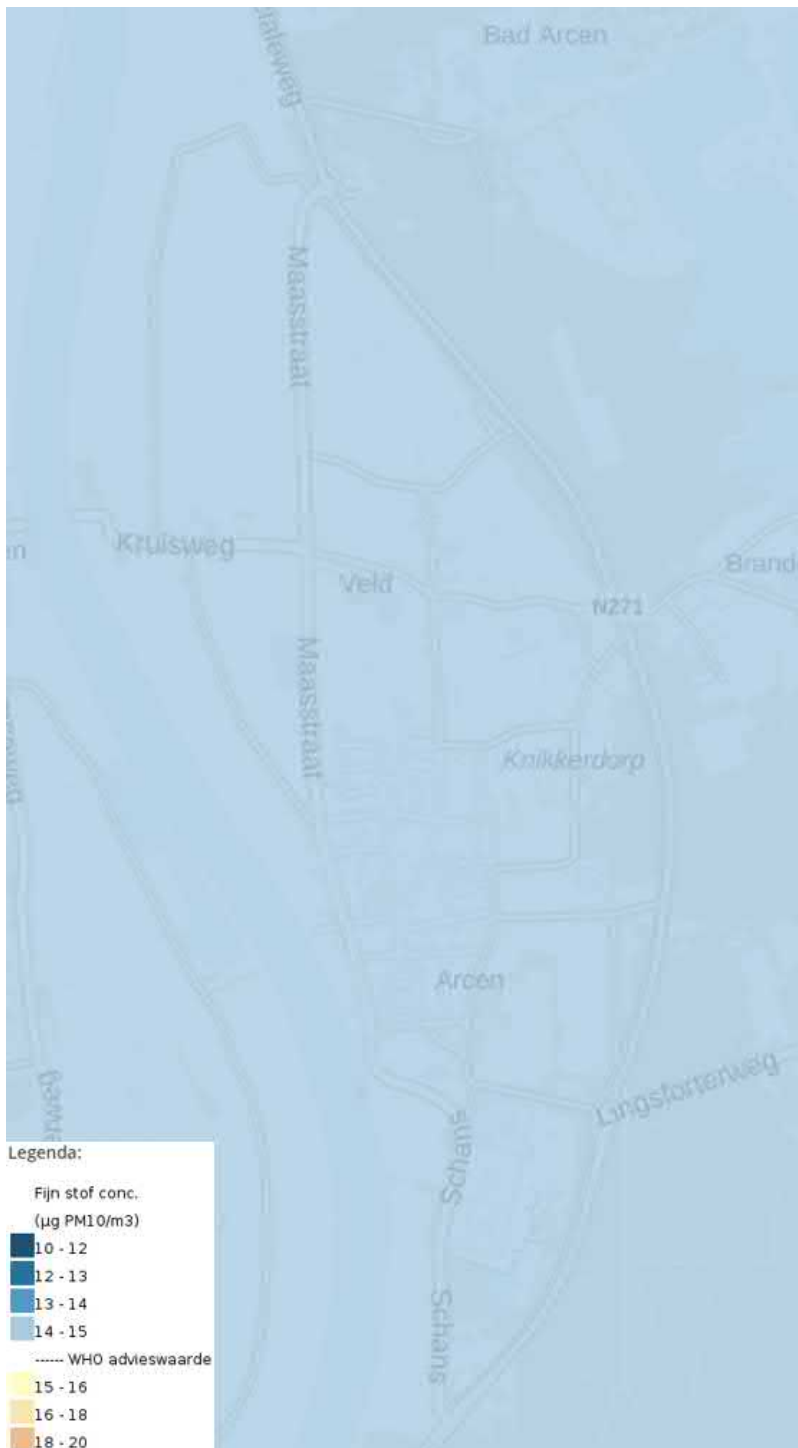 Bad Arcen
Maasstraat
Kruisweg
Veld
Brand
N271
Maasstraat
Knikkerdorp
Arcen
Lingsforterweg
Schans
Schans
Legenda:
Fijn stof conc.
(µg PM10/m3)
10 - 12
12 - 13
13 - 14
14 - 15
------ WHO advieswaarde
15 - 16
16 - 18
18 - 20